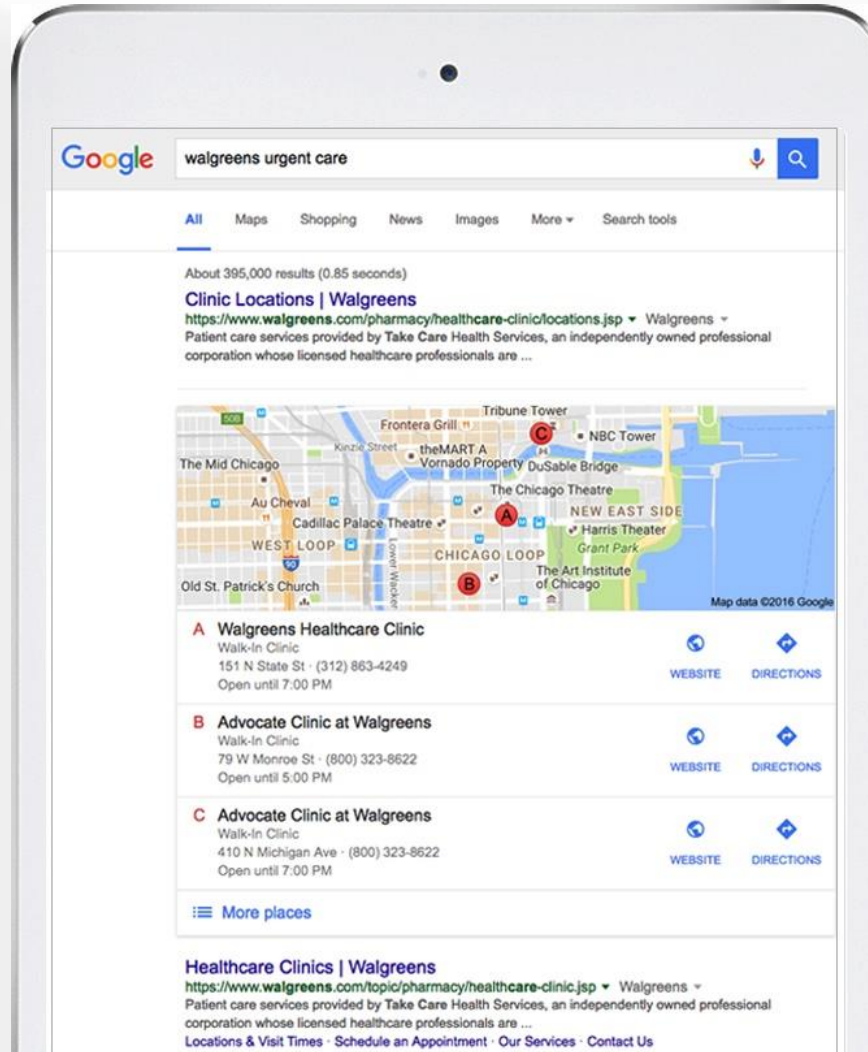 Google
walgreens urgent care
All Maps Shopping News Images More Search tools
About 395,000 results (0.85 seconds)
Clinic Locations | Walgreens
https://www.walgreens.com/pharmacy/healthcare-clinic/locations.jsp Walgreens
Patient care services provided by Take Care Health Services, an independently owned professional
corporation whose licensed healthcare professionals are ...
50B
Tribune Tower
Frontera Grill
C
NBC Tower
Kinzie Street
theMART A
Vornado Property
DuSable Bridge
The Mid Chicago
The Chicago Theatre
Au Cheval
A
NEW EAST SIDE
Cadillac Palace Theatre
Harris Theater
WEST LOOP
Lower Wacker
CHICAGO LOOP
Grant Park
90
The Art Institute
of Chicago
Old St. Patrick's Church
B
Map data ©2016 Google
A Walgreens Healthcare Clinic
Walk-In Clinic
151 N State St · (312) 863-4249
Open until 7:00 PM
WEBSITE DIRECTIONS
B Advocate Clinic at Walgreens
Walk-In Clinic
79 W Monroe St · (800) 323-8622
Open until 5:00 PM
WEBSITE DIRECTIONS
C Advocate Clinic at Walgreens
Walk-In Clinic
410 N Michigan Ave · (800) 323-8622
Open until 7:00 PM
WEBSITE DIRECTIONS
More places
Healthcare Clinics | Walgreens
https://www.walgreens.com/topic/pharmacy/healthcare-clinic.jsp Walgreens
Patient care services provided by Take Care Health Services, an independently owned professional
corporation whose licensed healthcare professionals are ...
Locations & Visit Times · Schedule an Appointment · Our Services · Contact Us